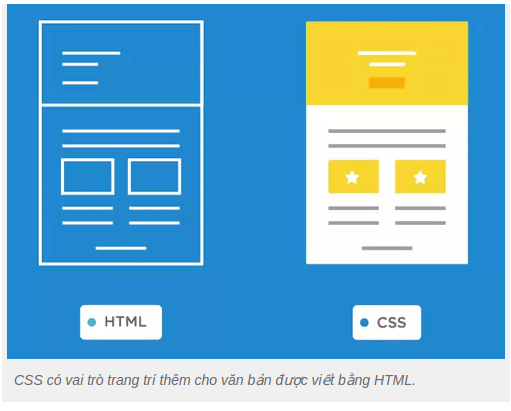 HTML
CSS
CSS có vai trò trang trí thêm cho văn bản được viết bằng HTML.